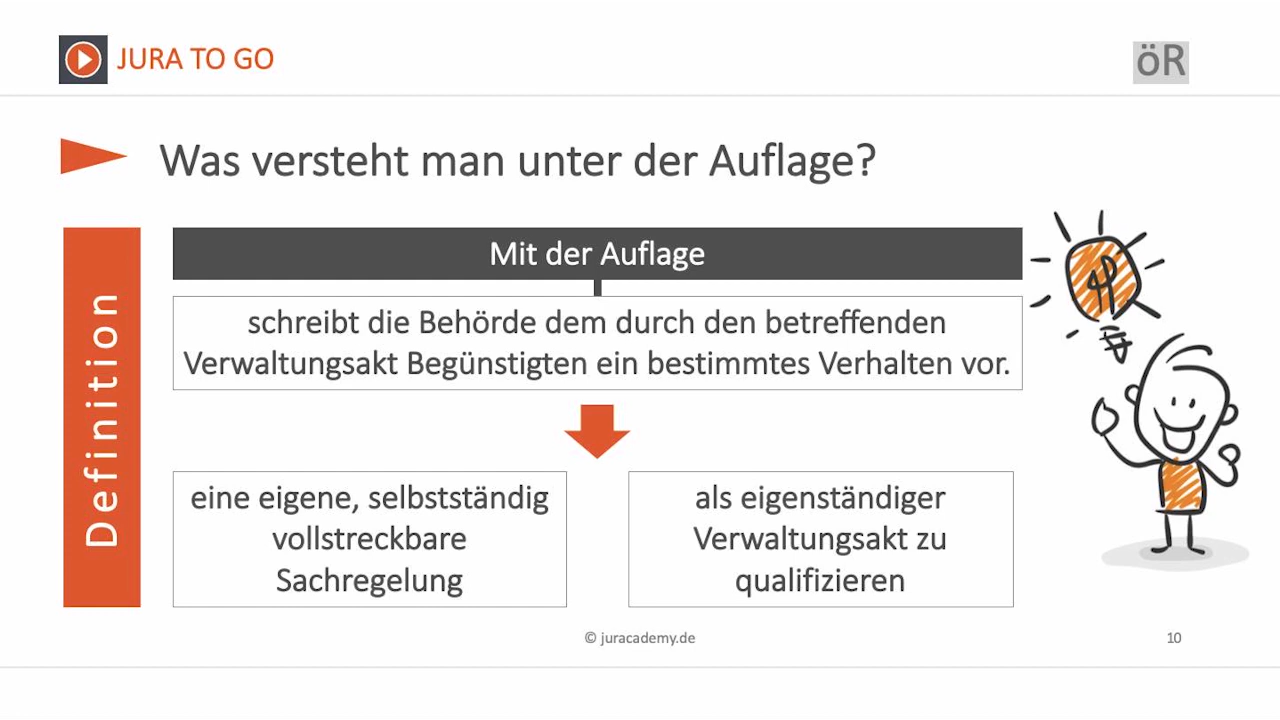 JURA TO GO
öR
Was versteht man unter der Auflage?
Definition
Mit der Auflage
schreibt die Behörde dem durch den betreffenden
Verwaltungsakt Begünstigten ein bestimmtes Verhalten vor.
eine eigene, selbstständig
vollstreckbare
Sachregelung
als eigenständiger
Verwaltungsakt zu
qualifizieren
© juracademy.de
10